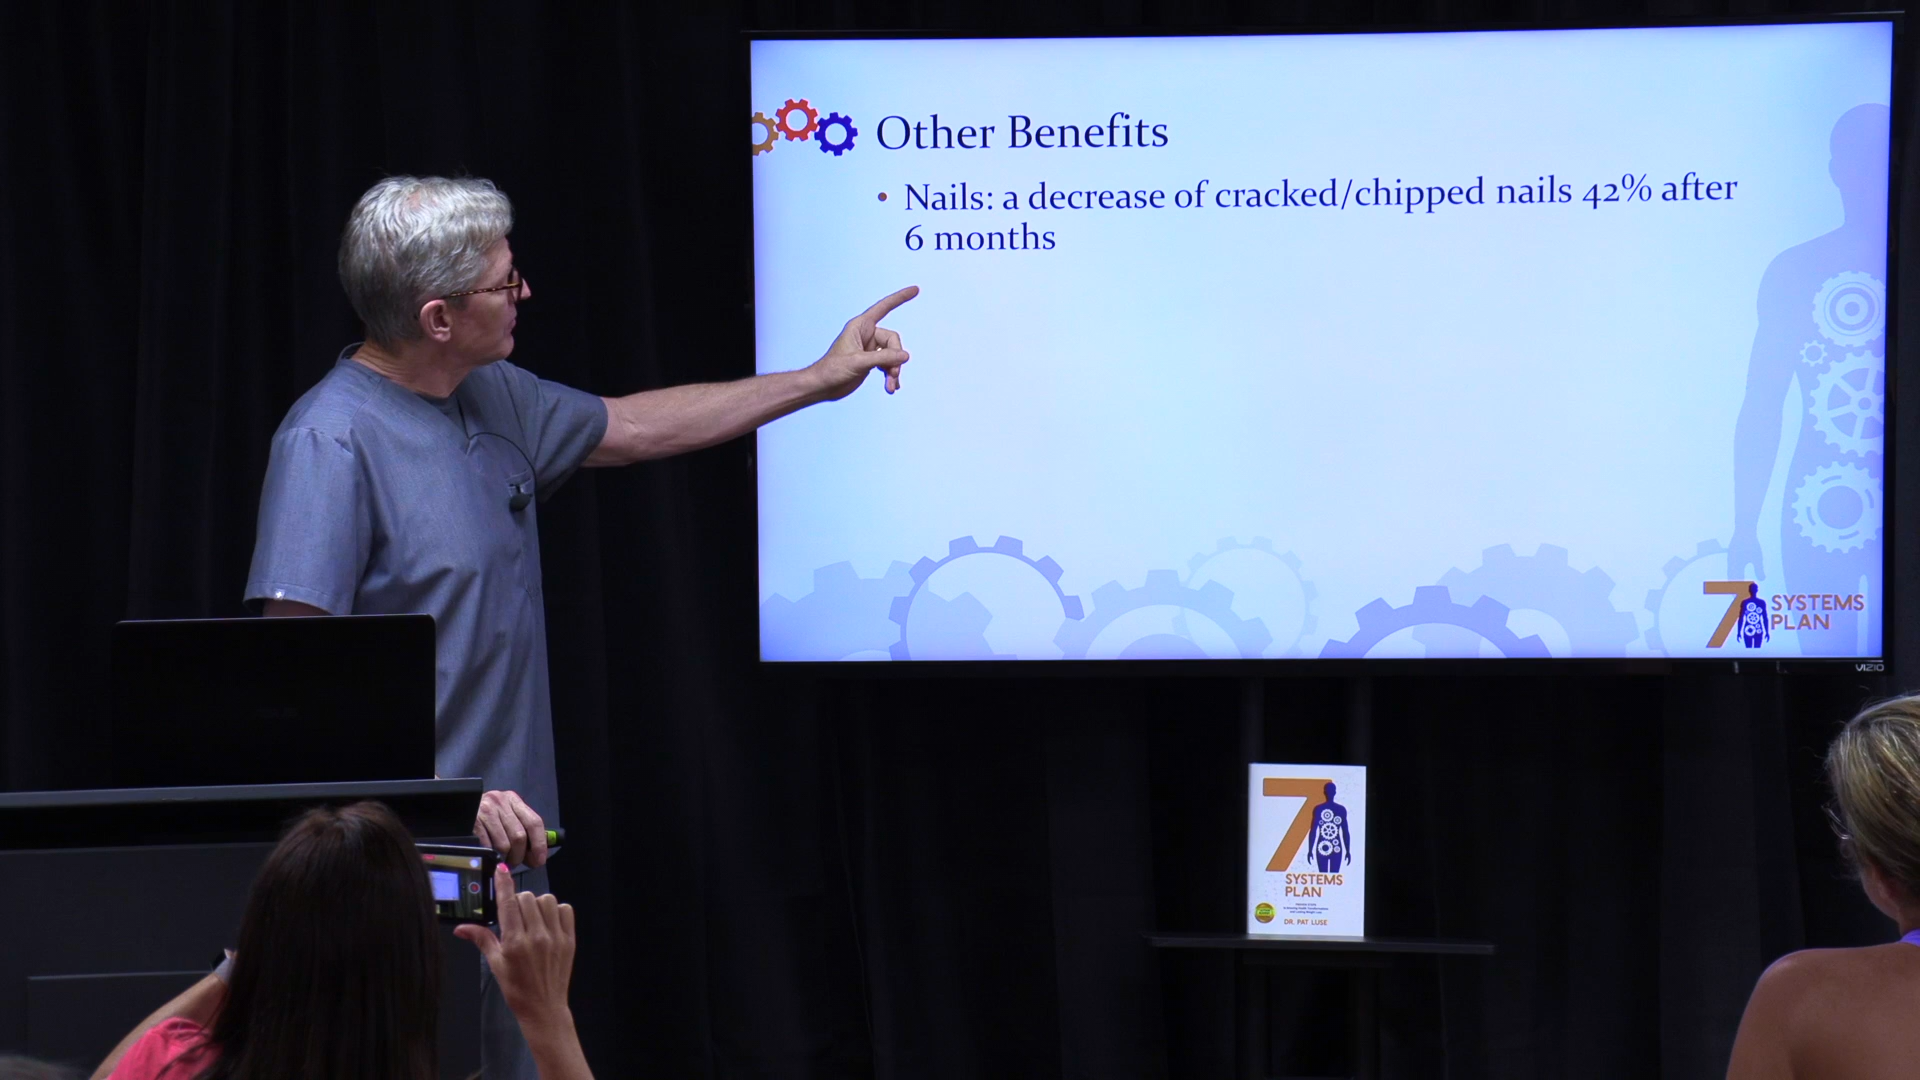 Other Benefits
• Nails: a decrease of cracked/chipped nails 42% after
6 months
7 SYSTEMS
PLAN
VIZIO
7
SYSTEMS
PLAN
DR. PAT LUSE